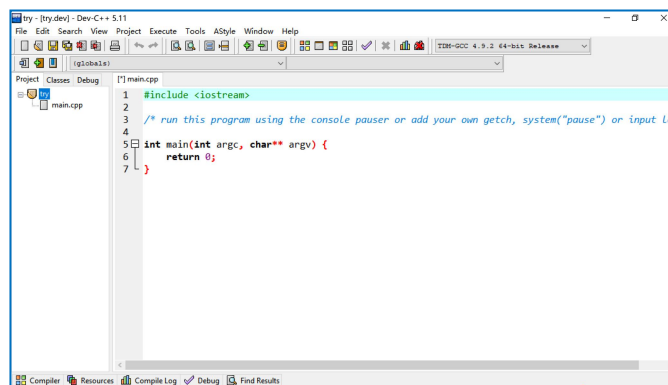 try - [try.dev] - Dev-C++ 5.11
File Edit Search View Project Execute Tools AStyle Window Help
TDM-GCC 4.9.2 64-bit Release
(globals)
Project Classes Debug
[*] main.cpp
try
main.cpp
1 #include <iostream>
2
3 /* run this program using the console pauser or add your own getch, system("pause") or input l
4
5 int main(int argc, char** argv) {
6 return 0;
7 }
Compiler Resources Compile Log Debug Find Results